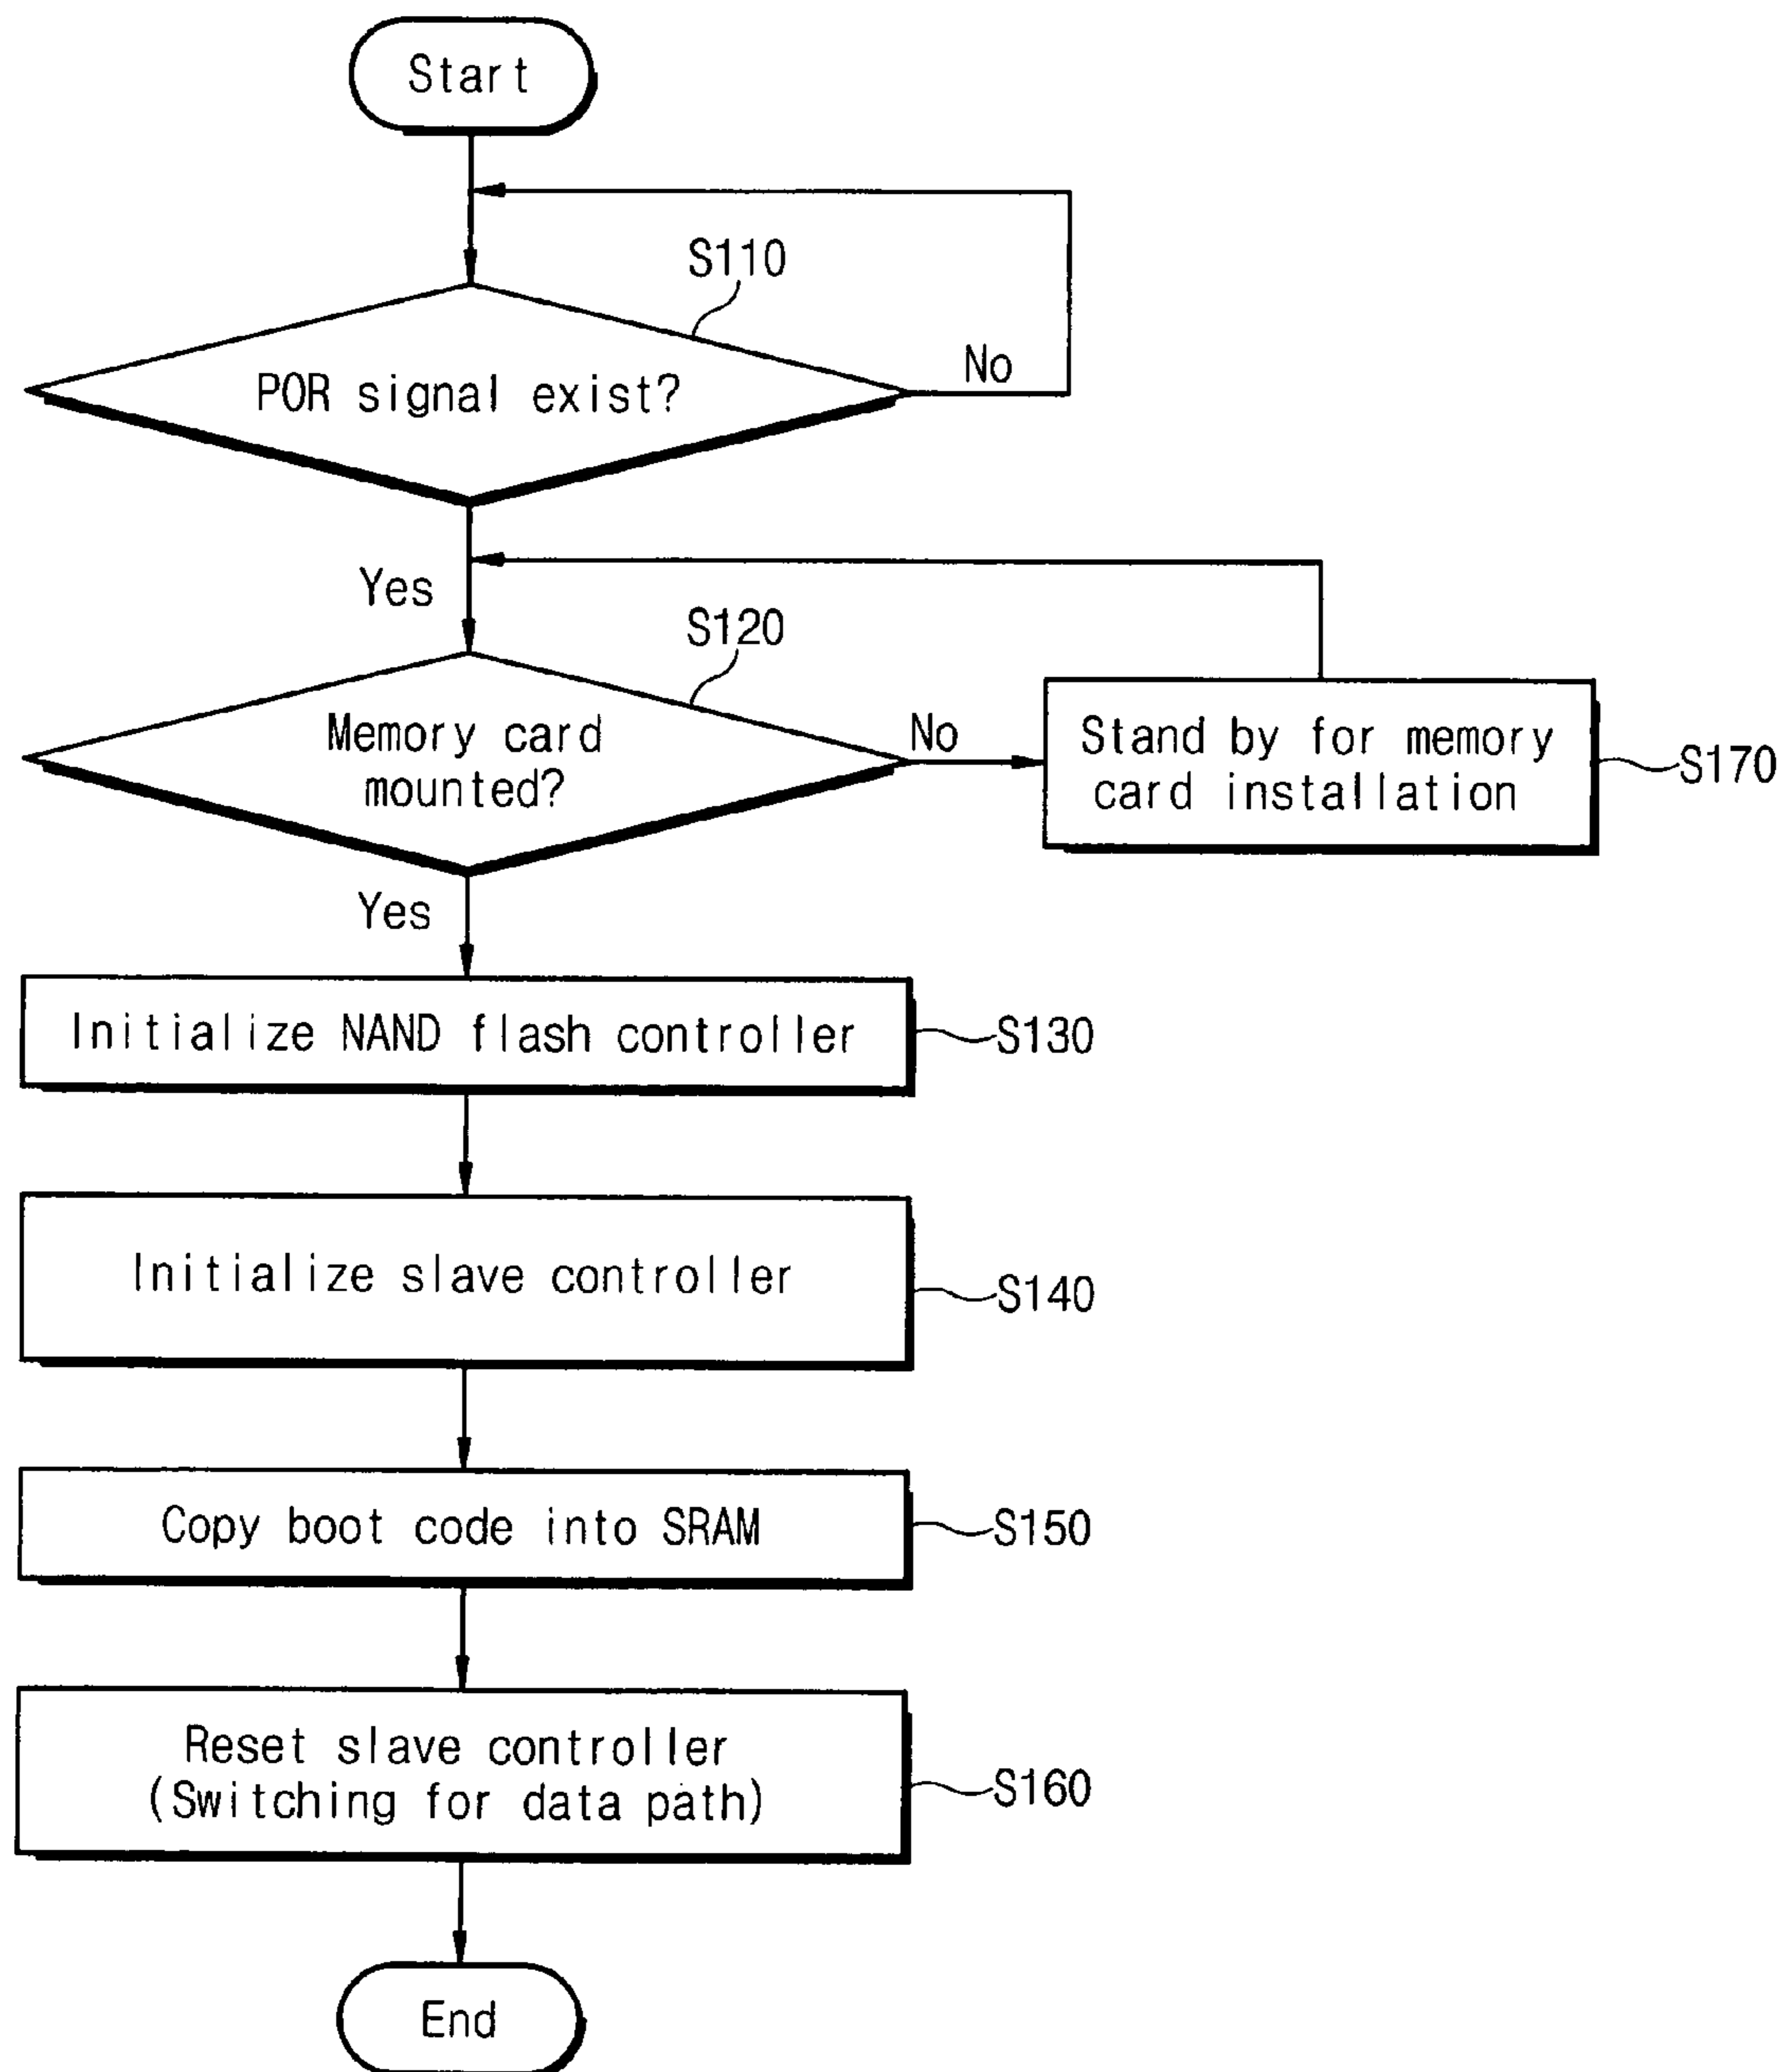 Start
S110
POR signal exist?
No
Yes
S120
Memory card
mounted?
No
Stand by for memory
card installation
S170
Yes
Initialize NAND flash controller
S130
Initialize slave controller
S140
Copy boot code into SRAM
S150
Reset slave controller
(Switching for data path)
S160
End